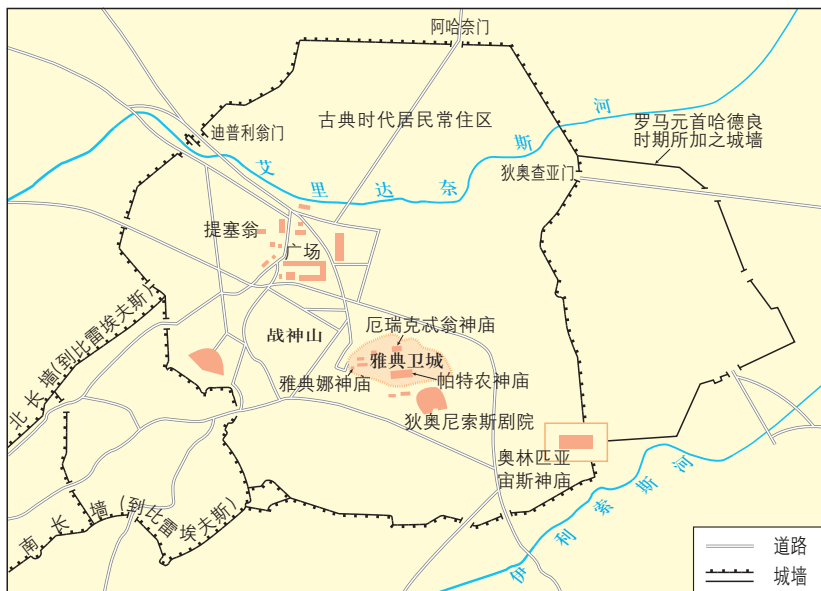 阿哈奈门
古典时代居民常住区
艾里达奈斯河
罗马元首哈德良
时期所加之城墙
迪普利翁门
狄奥查亚门
提塞翁
广场
北长墙(到比雷埃夫斯)
战神山
厄瑞克忒翁神庙
雅典卫城
雅典娜神庙
帕特农神庙
狄奥尼索斯剧院
奥林匹亚
宙斯神庙
伊利索斯河
南长墙(到比雷埃夫斯)
道路
城墙